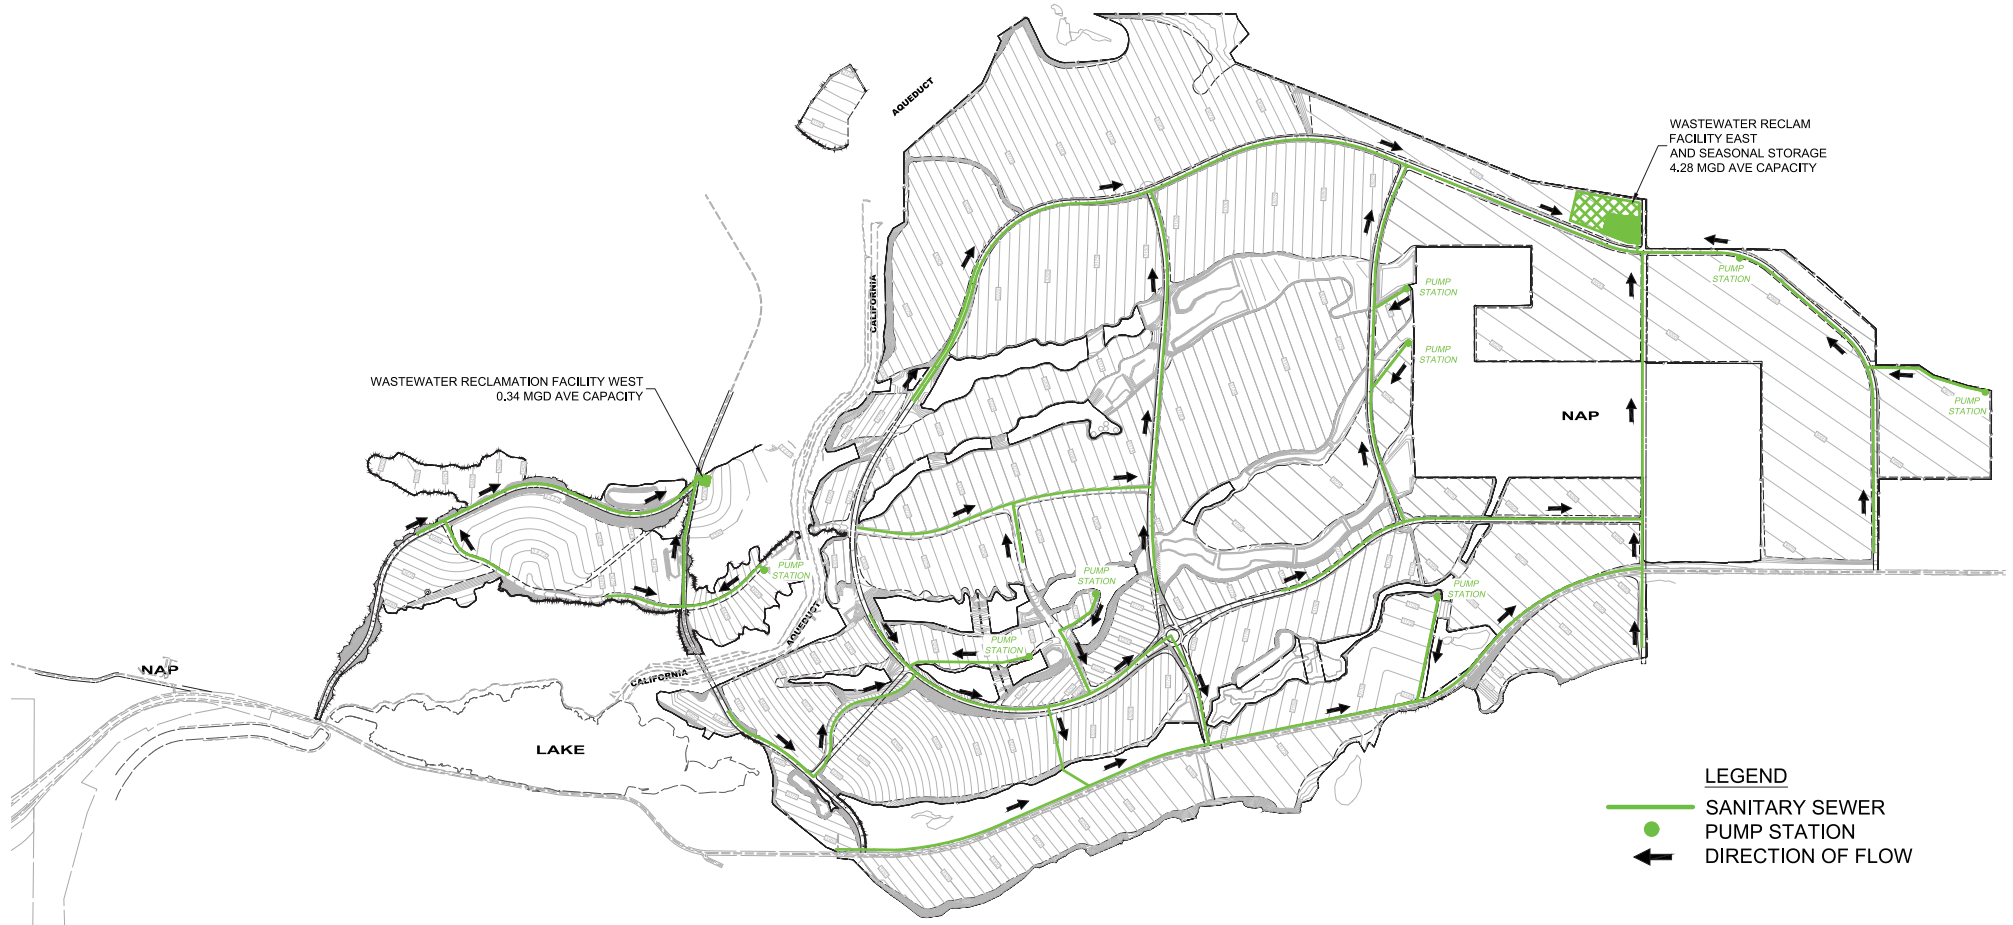 AQUEDUCT
WASTEWATER RECLAM
FACILITY EAST
AND SEASONAL STORAGE
4.28 MGD AVE CAPACITY
CALIFORNIA
PUMP
STATION
PUMP
STATION
PUMP
STATION
WASTEWATER RECLAMATION FACILITY WEST
0.34 MGD AVE CAPACITY
NAP
PUMP
STATION
PUMP
STATION
PUMP
STATION
PUMP
STATION
AQUEDUCT
PUMP
STATION
NAP
CALIFORNIA
LAKE
LEGEND
SANITARY SEWER
PUMP STATION
DIRECTION OF FLOW